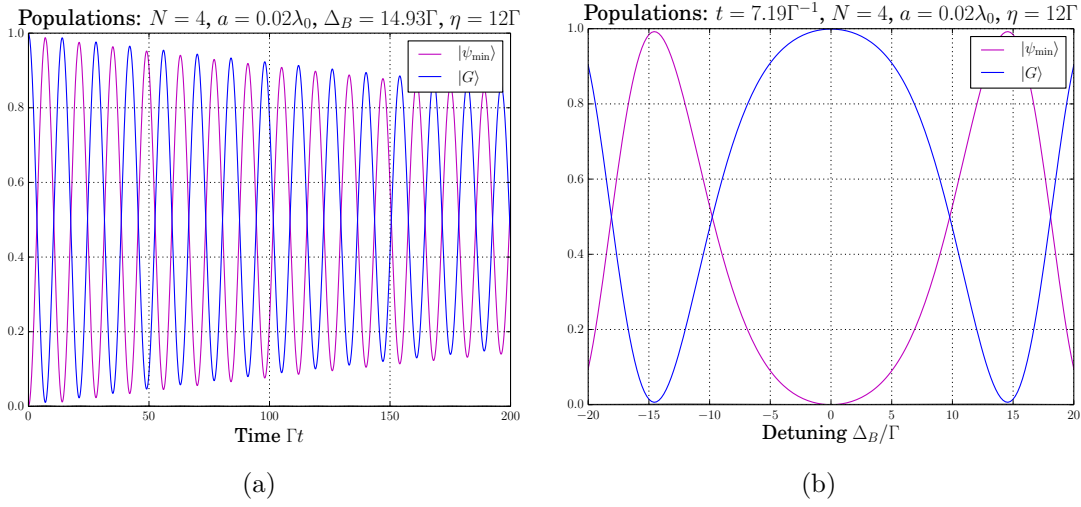 Populations: N = 4, a = 0.02λ₀, Δ_B = 14.93Γ, η = 12Γ
1.0
0.8
0.6
0.4
0.2
0.0
|ψ_min⟩
|G⟩
0
50
100
150
200
Time Γt
(a)
Populations: t = 7.19Γ⁻¹, N = 4, a = 0.02λ₀, η = 12Γ
1.0
0.8
0.6
0.4
0.2
0.0
|ψ_min⟩
|G⟩
−20
−15
−10
−5
0
5
10
15
20
Detuning Δ_B/Γ
(b)